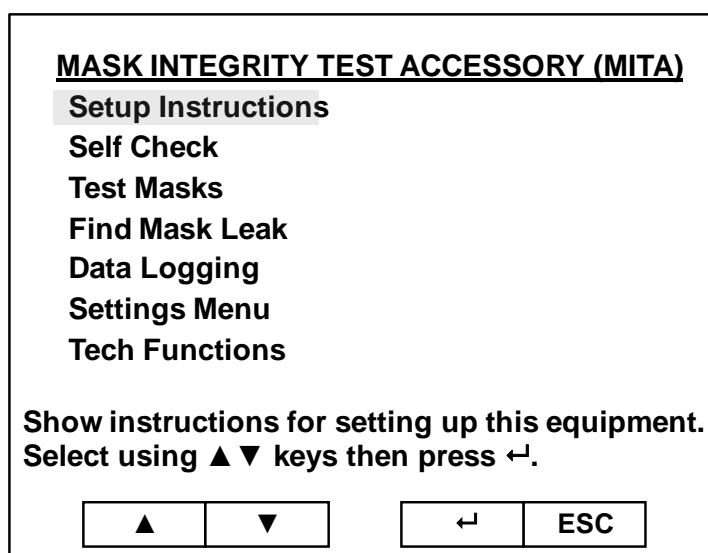 MASK INTEGRITY TEST ACCESSORY (MITA)
Setup Instructions
Self Check
Test Masks
Find Mask Leak
Data Logging
Settings Menu
Tech Functions
Show instructions for setting up this equipment.
Select using ▲▼ keys then press ↵.
▲ ▼ ↵ ESC